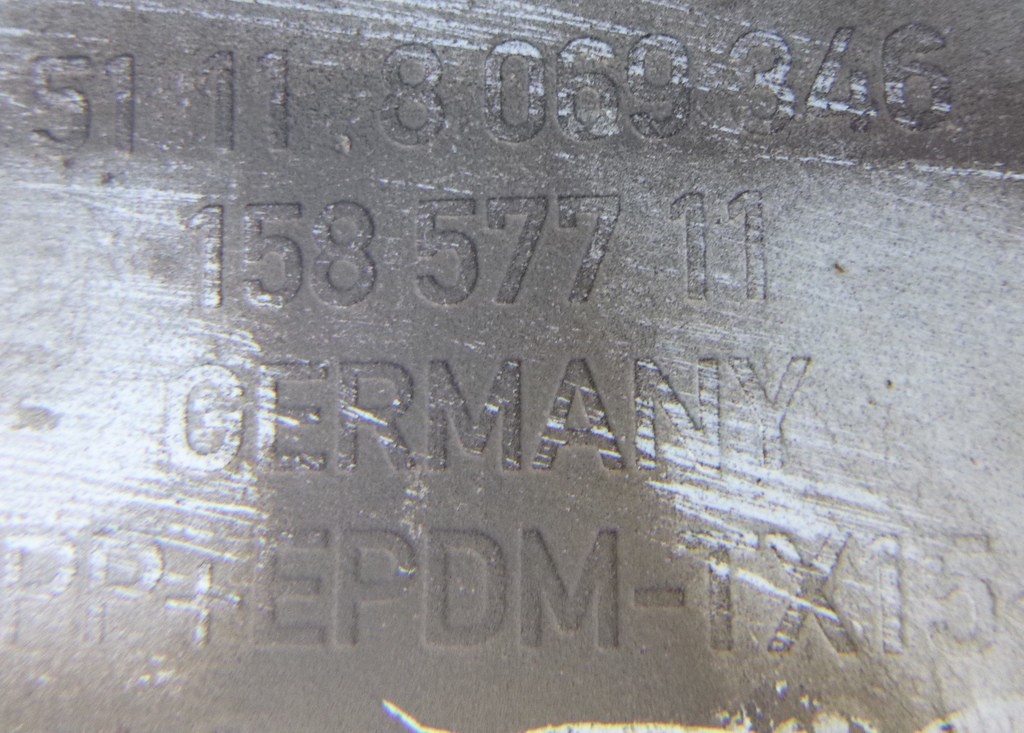 51 11.8 069 346
158 577 11
GERMANY
PP+EPDM-TX15